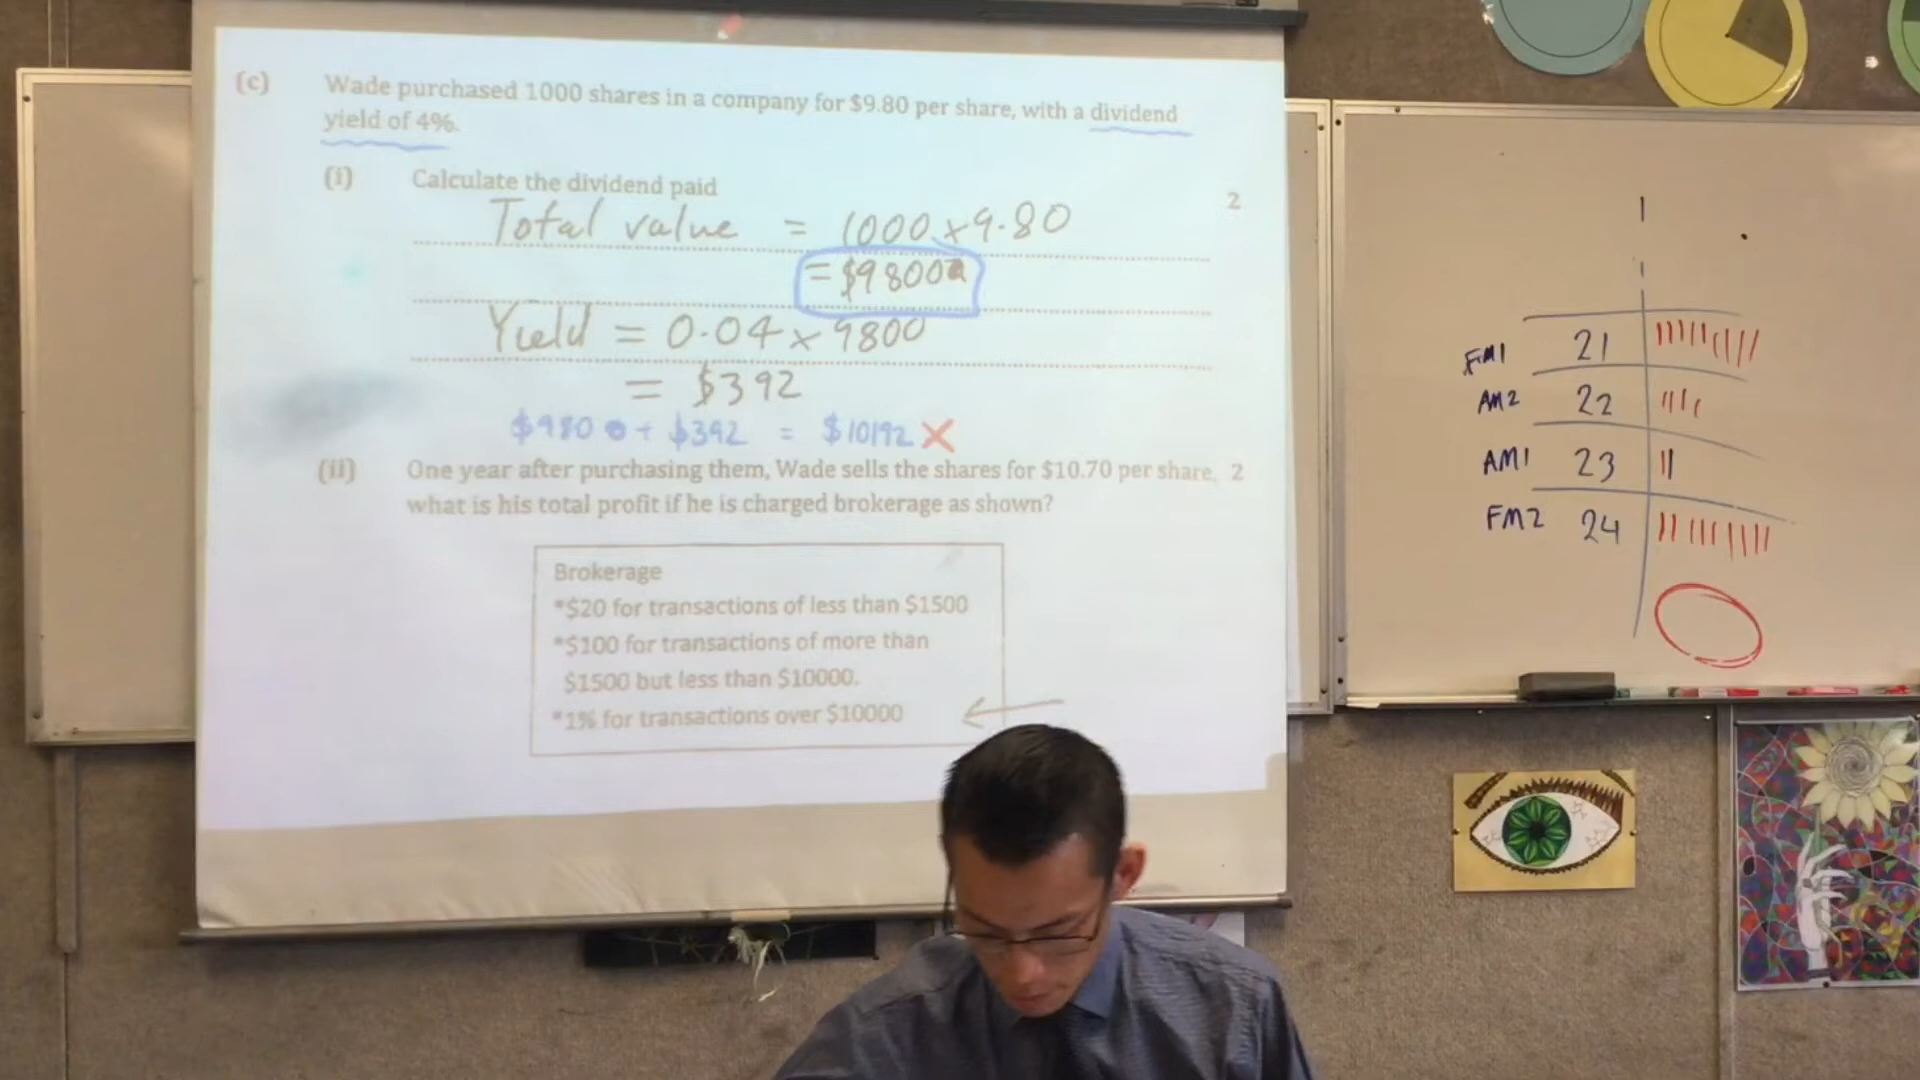 (c) Wade purchased 1000 shares in a company for $9.80 per share, with a dividend
yield of 4%.
(i) Calculate the dividend paid 2
Total value = 1000 x 9.80
= $9800
Yield = 0.04 x 9800
= $392
$9800 + $392 = $10192 X
(ii) One year after purchasing them, Wade sells the shares for $10.70 per share, 2
what is his total profit if he is charged brokerage as shown?
Brokerage
*$20 for transactions of less than $1500
*$100 for transactions of more than
$1500 but less than $10000.
*1% for transactions over $10000
FM1 21
AM2 22
AM1 23
FM2 24